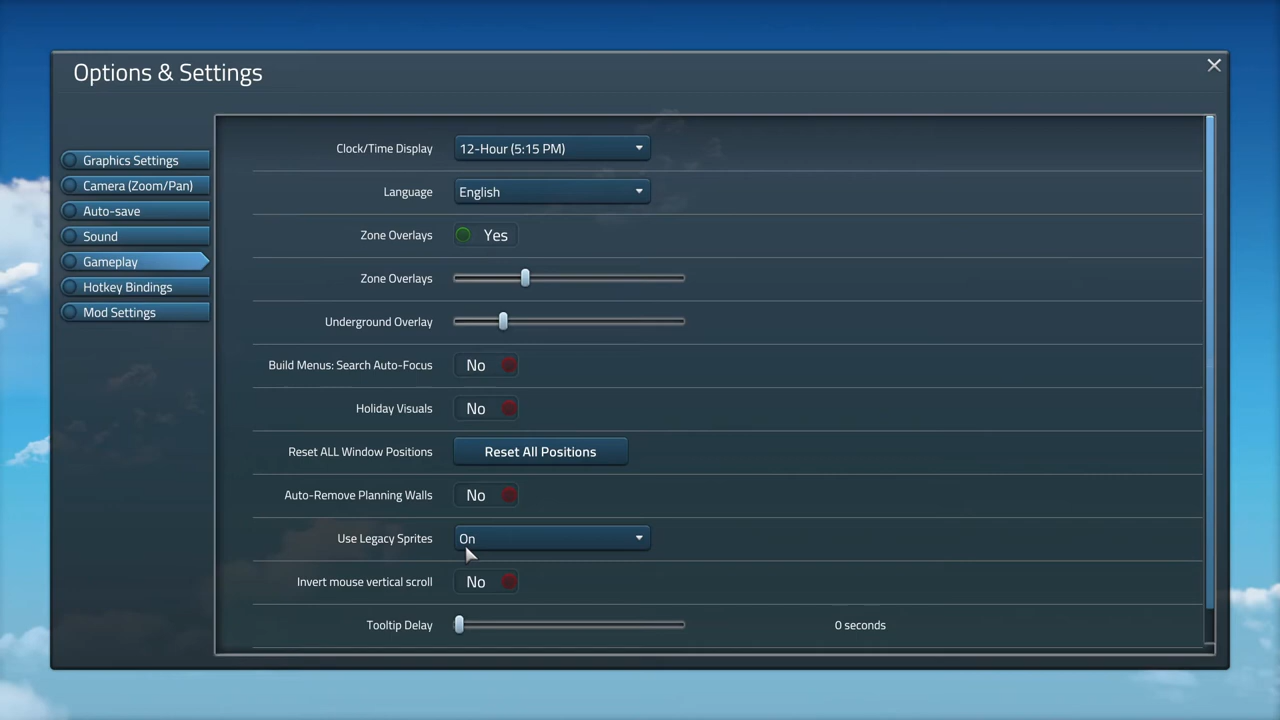 Options & Settings
Graphics Settings
Camera (Zoom/Pan)
Auto-save
Sound
Gameplay
Hotkey Bindings
Mod Settings
Clock/Time Display 12-Hour (5:15 PM)
Language English
Zone Overlays Yes
Zone Overlays
Underground Overlay
Build Menus: Search Auto-Focus No
Holiday Visuals No
Reset ALL Window Positions Reset All Positions
Auto-Remove Planning Walls No
Use Legacy Sprites On
Invert mouse vertical scroll No
Tooltip Delay 0 seconds